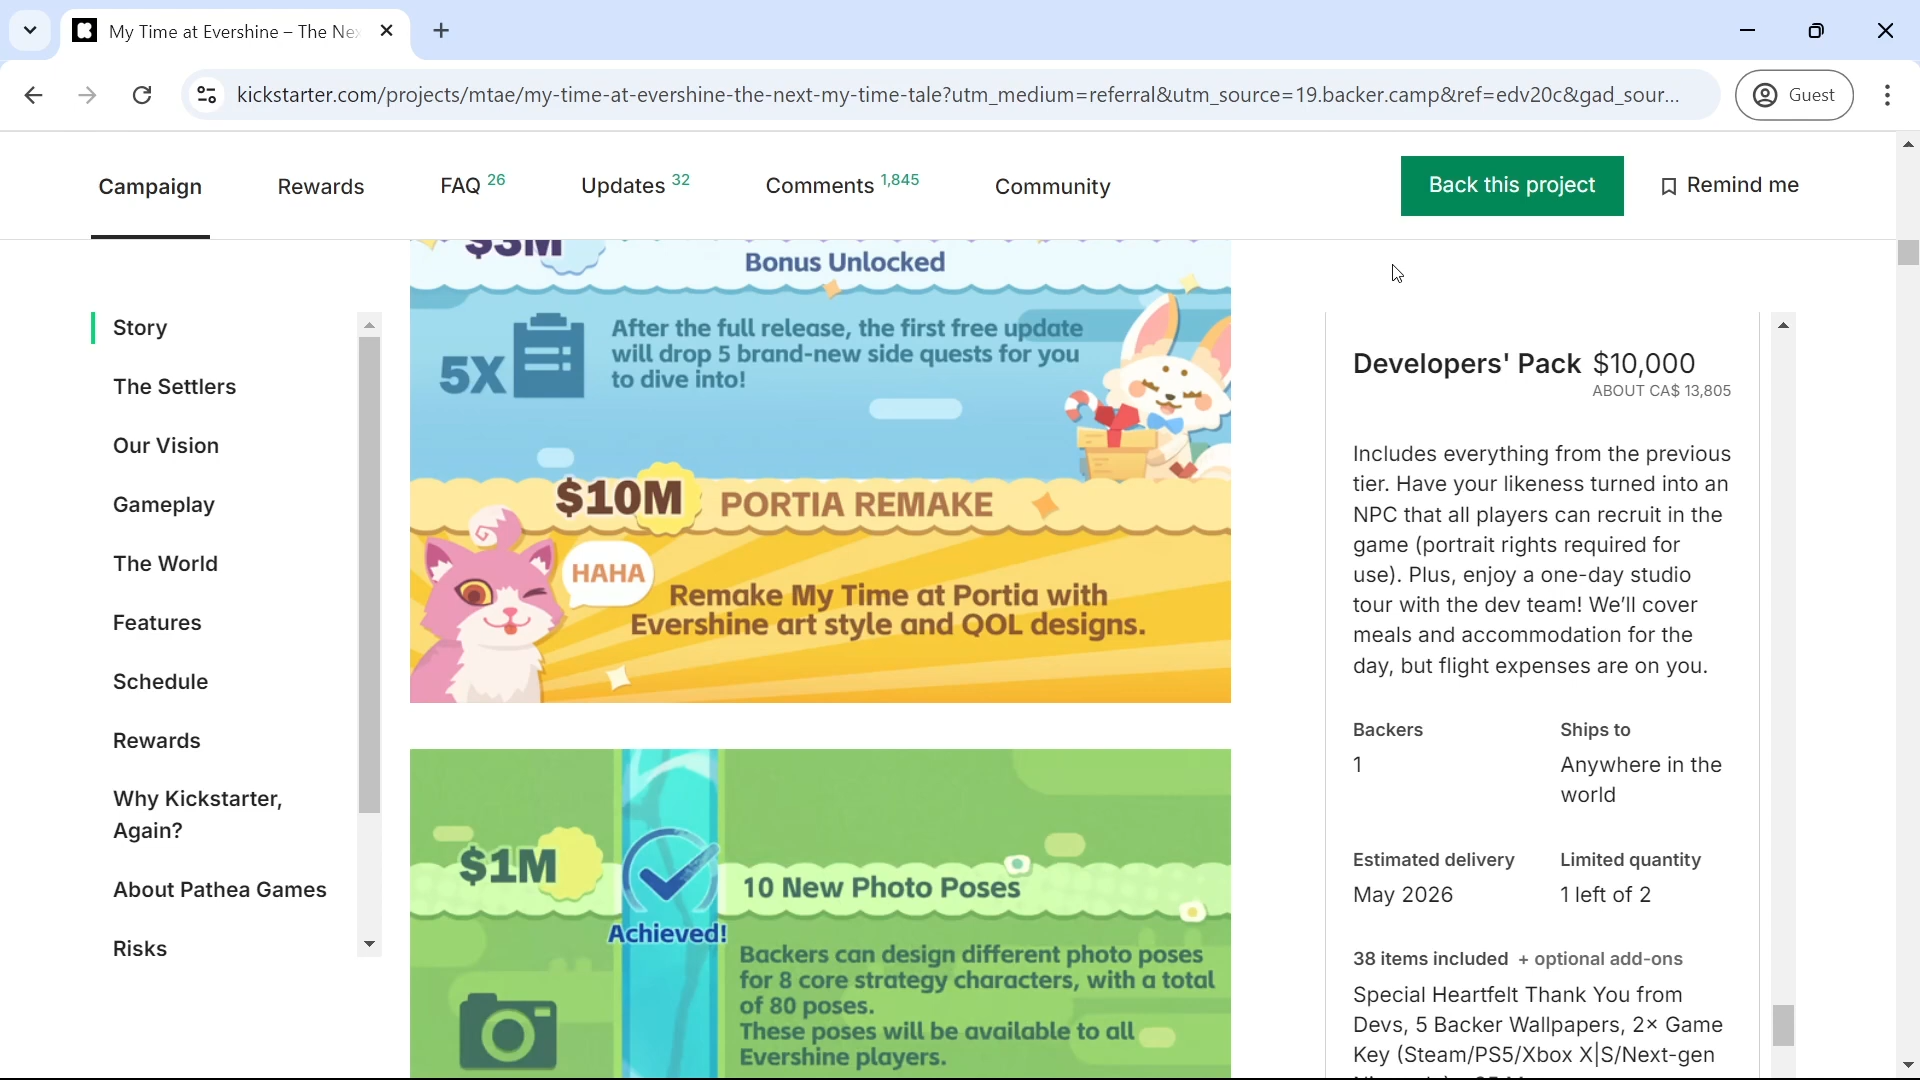 My Time at Evershine – The Ne
kickstarter.com/projects/mtae/my-time-at-evershine-the-next-my-time-tale?utm_medium=referral&utm_source=19.backer.camp&ref=edv20c&gad_sour...
Guest
Campaign
Rewards
FAQ 26
Updates 32
Comments 1,845
Community
Back this project
Remind me
Story
The Settlers
Our Vision
Gameplay
The World
Features
Schedule
Rewards
Why Kickstarter,
Again?
About Pathea Games
Risks
$3M
Bonus Unlocked
5X
After the full release, the first free update
will drop 5 brand-new side quests for you
to dive into!
$10M PORTIA REMAKE
HAHA
Remake My Time at Portia with
Evershine art style and QOL designs.
$1M
Achieved!
10 New Photo Poses
Backers can design different photo poses
for 8 core strategy characters, with a total
of 80 poses.
These poses will be available to all
Evershine players.
Developers' Pack $10,000
ABOUT CA$ 13,805
Includes everything from the previous
tier. Have your likeness turned into an
NPC that all players can recruit in the
game (portrait rights required for
use). Plus, enjoy a one-day studio
tour with the dev team! We’ll cover
meals and accommodation for the
day, but flight expenses are on you.
Backers
1
Ships to
Anywhere in the
world
Estimated delivery
May 2026
Limited quantity
1 left of 2
38 items included + optional add-ons
Special Heartfelt Thank You from
Devs, 5 Backer Wallpapers, 2× Game
Key (Steam/PS5/Xbox X|S/Next-gen